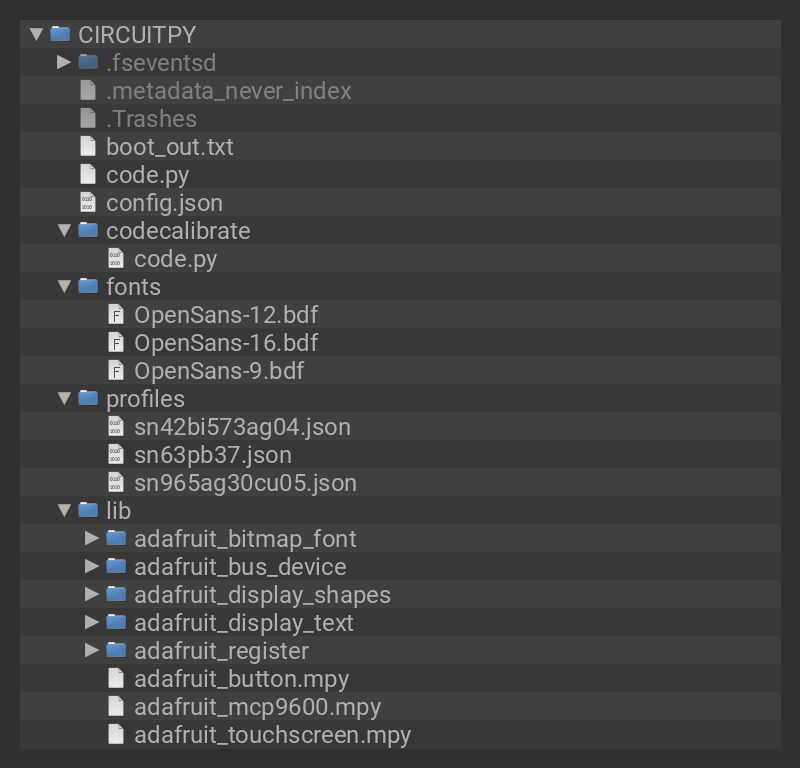 CIRCUITPY
.fseventsd
.metadata_never_index
.Trashes
boot_out.txt
code.py
config.json
codecalibrate
code.py
fonts
OpenSans-12.bdf
OpenSans-16.bdf
OpenSans-9.bdf
profiles
sn42bi573ag04.json
sn63pb37.json
sn965ag30cu05.json
lib
adafruit_bitmap_font
adafruit_bus_device
adafruit_display_shapes
adafruit_display_text
adafruit_register
adafruit_button.mpy
adafruit_mcp9600.mpy
adafruit_touchscreen.mpy